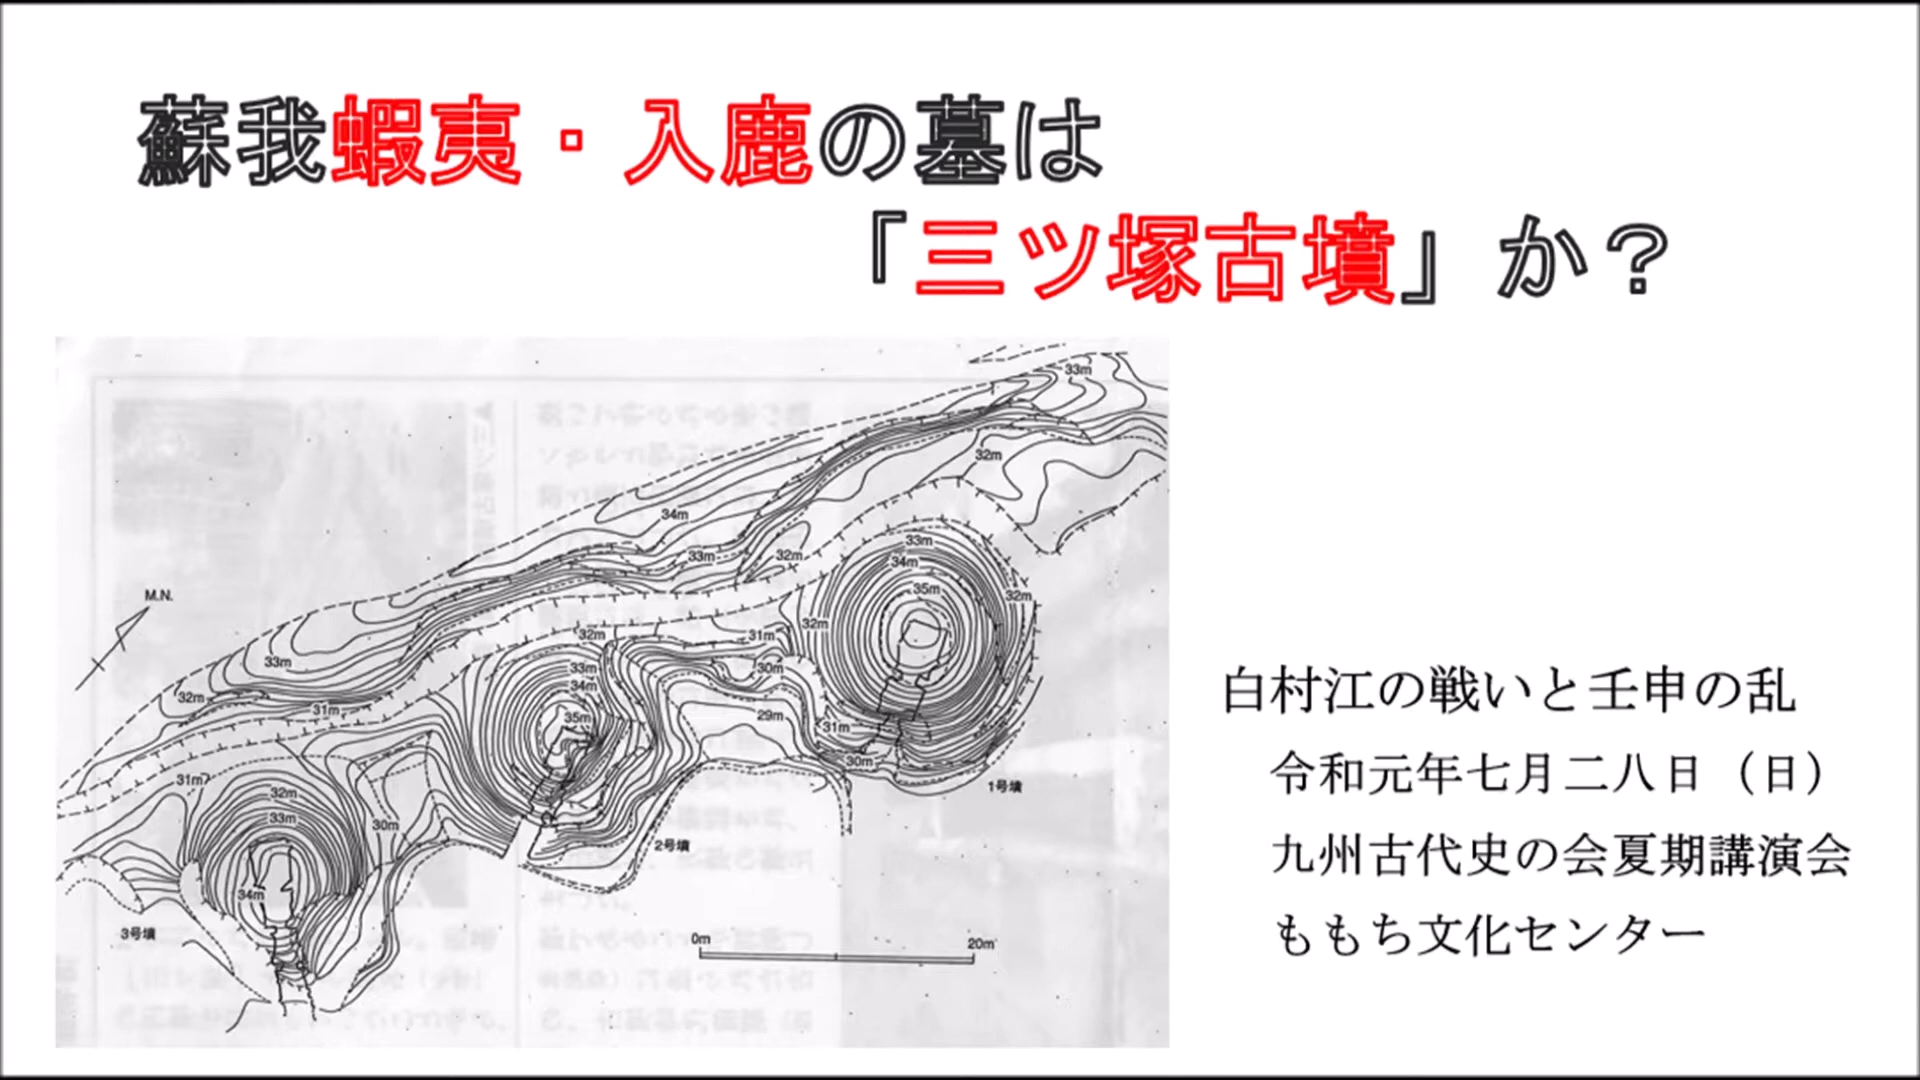 蘇我蝦夷・入鹿の墓は
「三ツ塚古墳」か？
33m
32m
34m
33m
32m
33m
34m
35m
32m
M.N.
32m
32m
31m
33m
33m
30m
34m
32m
31m
35m
29m
31m
30m
31m
1号墳
32m
33m
30m
2号墳
34m
3号墳
0m
20m
白村江の戦いと壬申の乱
令和元年七月二八日（日）
九州古代史の会夏期講演会
ももち文化センター